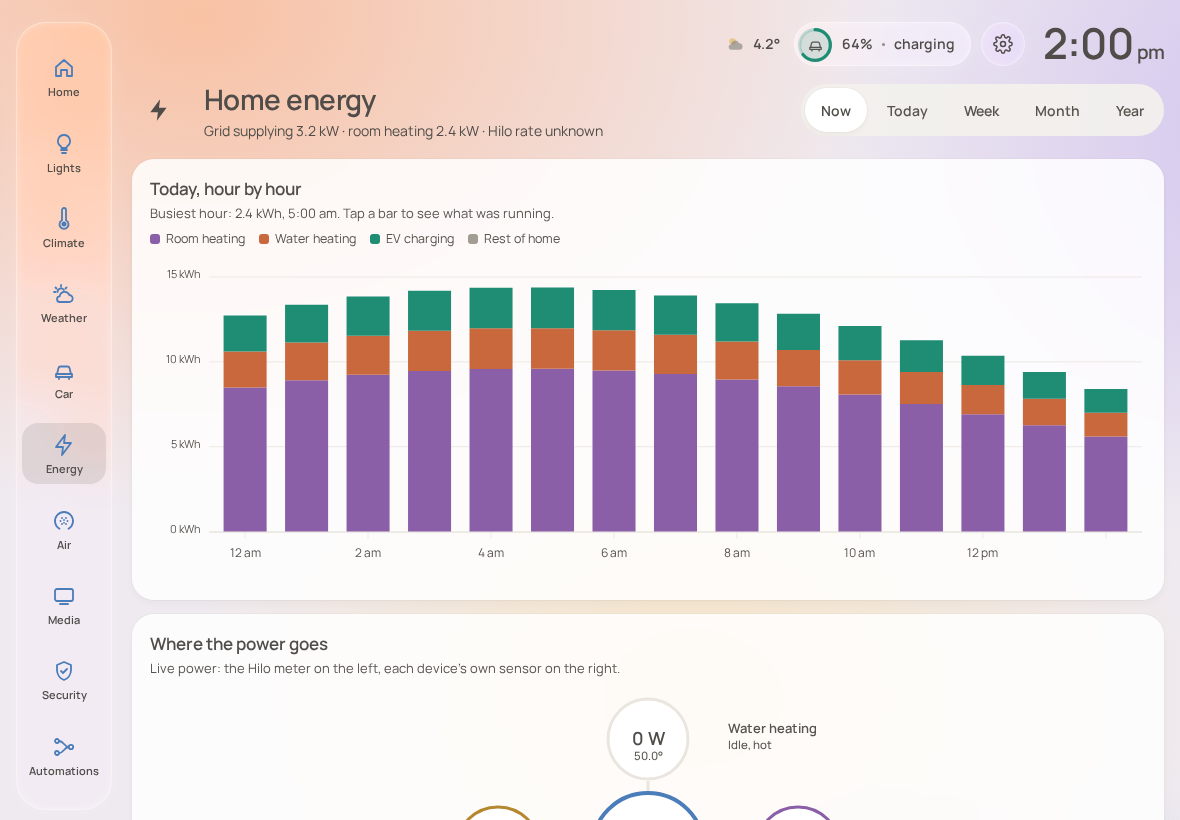 4.2°
64% · charging
2:00 pm
Home
Lights
Climate
Weather
Car
Energy
Air
Media
Security
Automations
Home energy
Grid supplying 3.2 kW · room heating 2.4 kW · Hilo rate unknown
Now Today Week Month Year
Today, hour by hour
Busiest hour: 2.4 kWh, 5:00 am. Tap a bar to see what was running.
Room heating Water heating EV charging Rest of home
15 kWh
10 kWh
5 kWh
0 kWh
12 am 2 am 4 am 6 am 8 am 10 am 12 pm
Where the power goes
Live power: the Hilo meter on the left, each device's own sensor on the right.
0 W
50.0°
Water heating
Idle, hot